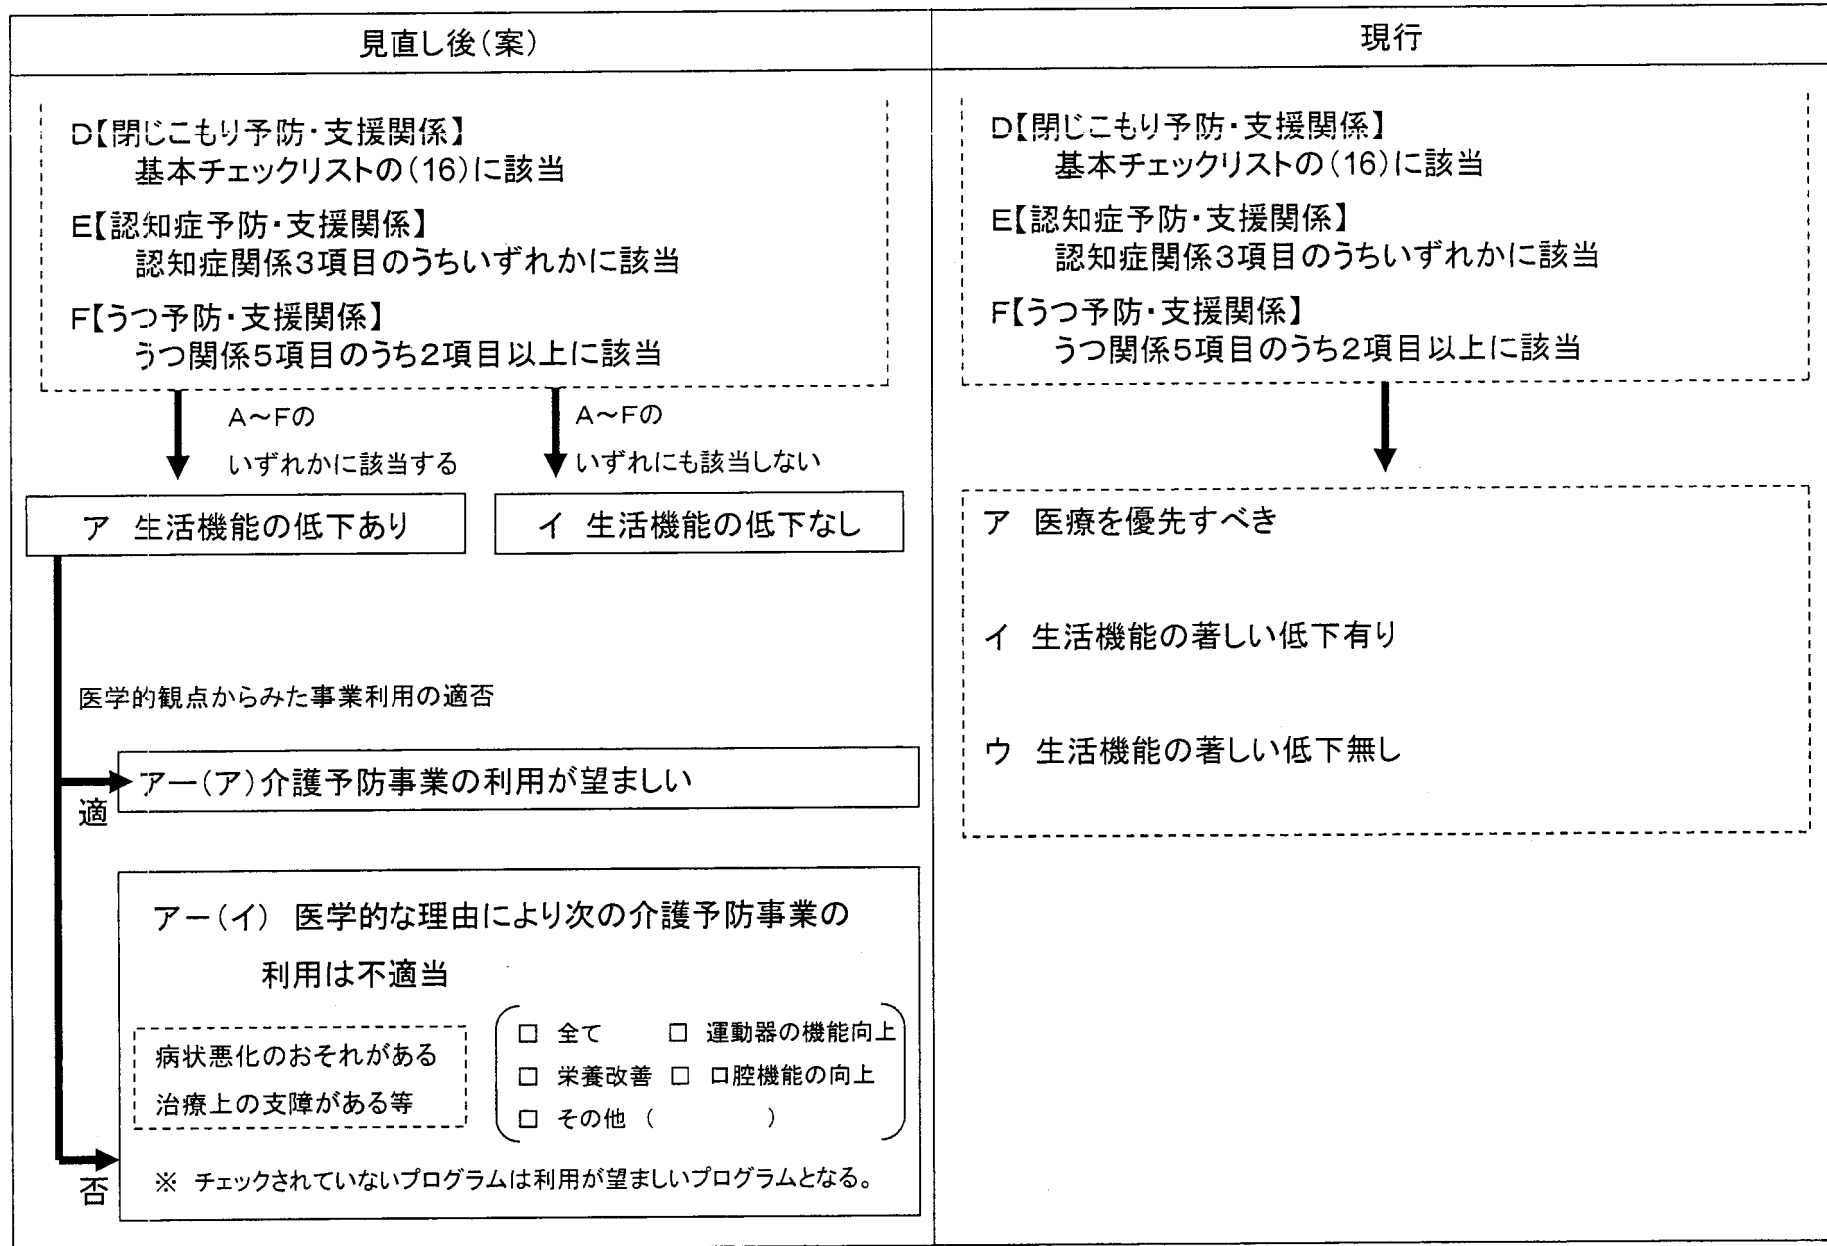 見直し後(案)
D【閉じこもり予防・支援関係】
基本チェックリストの(16)に該当
E【認知症予防・支援関係】
認知症関係3項目のうちいずれかに該当
F【うつ予防・支援関係】
うつ関係5項目のうち2項目以上に該当
A～Fの
いずれかに該当する
A～Fの
いずれにも該当しない
ア 生活機能の低下あり
イ 生活機能の低下なし
医学的観点からみた事業利用の適否
適
アー(ア)介護予防事業の利用が望ましい
アー(イ) 医学的な理由により次の介護予防事業の
利用は不適当
病状悪化のおそれがある
治療上の支障がある等
□ 全て □ 運動器の機能向上
□ 栄養改善 □ 口腔機能の向上
□ その他 ( )
否
※ チェックされていないプログラムは利用が望ましいプログラムとなる。
現行
D【閉じこもり予防・支援関係】
基本チェックリストの(16)に該当
E【認知症予防・支援関係】
認知症関係3項目のうちいずれかに該当
F【うつ予防・支援関係】
うつ関係5項目のうち2項目以上に該当
ア 医療を優先すべき
イ 生活機能の著しい低下有り
ウ 生活機能の著しい低下無し